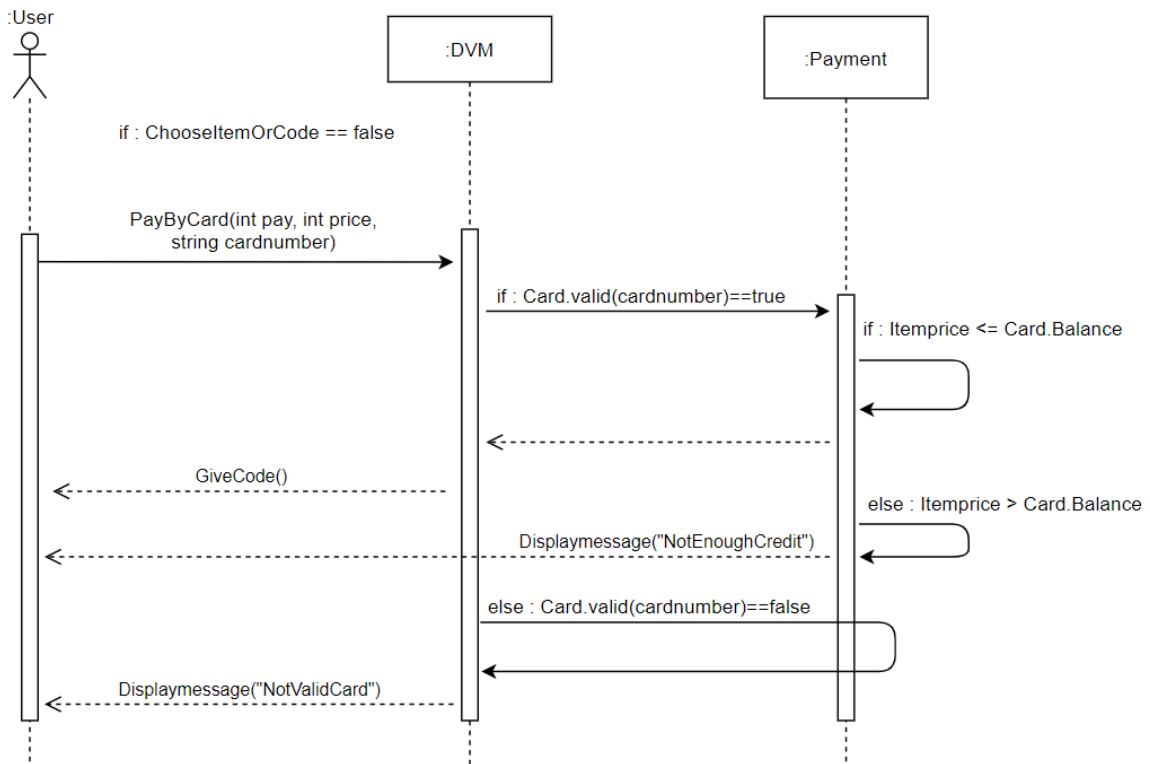 :User
:DVM
:Payment
if : ChooseItemOrCode == false
PayByCard(int pay, int price,
string cardnumber)
if : Card.valid(cardnumber)==true
if : Itemprice <= Card.Balance
GiveCode()
else : Itemprice > Card.Balance
Displaymessage("NotEnoughCredit")
else : Card.valid(cardnumber)==false
Displaymessage("NotValidCard")